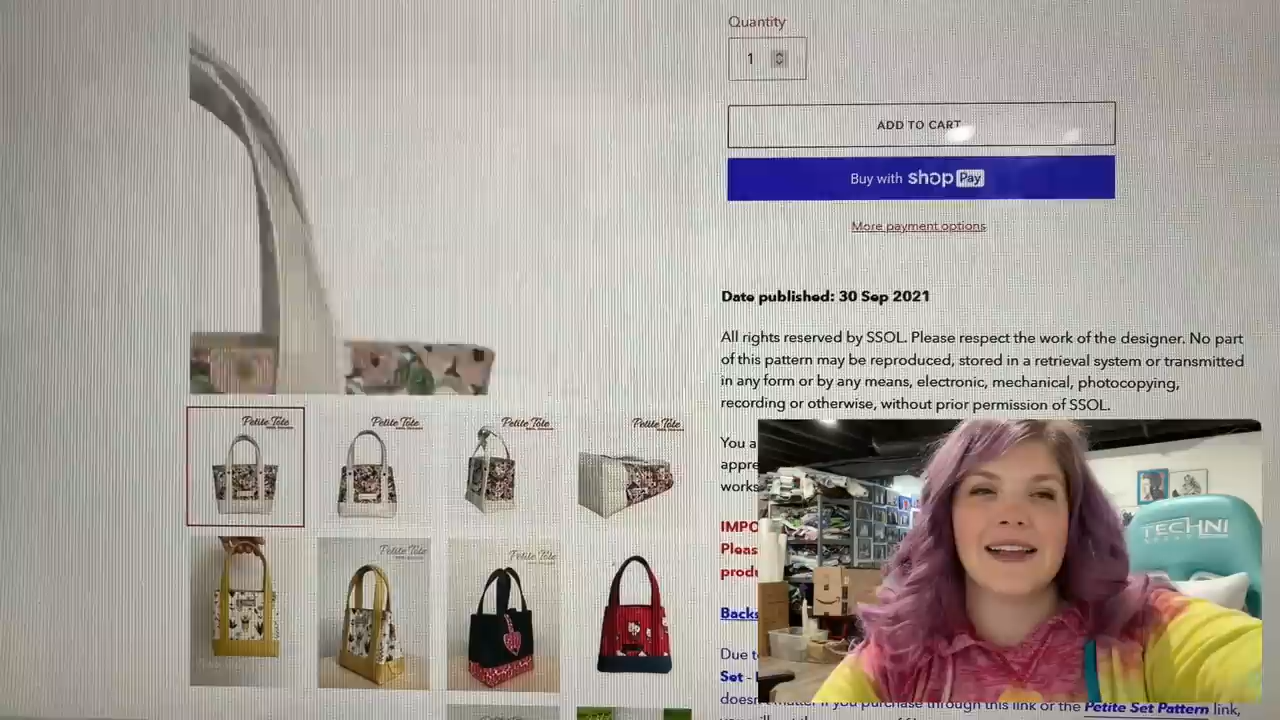 Quantity
1
ADD TO CART
Buy with shop Pay
More payment options
Date published: 30 Sep 2021
All rights reserved by SSOL. Please respect the work of the designer. No part
of this pattern may be reproduced, stored in a retrieval system or transmitted
in any form or by any means, electronic, mechanical, photocopying,
recording or otherwise, without prior permission of SSOL.
You a
appre
works
IMPO
Pleas
produ
Backs
Due t
Set -
doesn't matter if you purchase through this link or the Petite Set Pattern link,
Petite Tote
Petite Tote
Petite Tote
Petite Tote
Petite Tote
Petite Tote
TECHNI